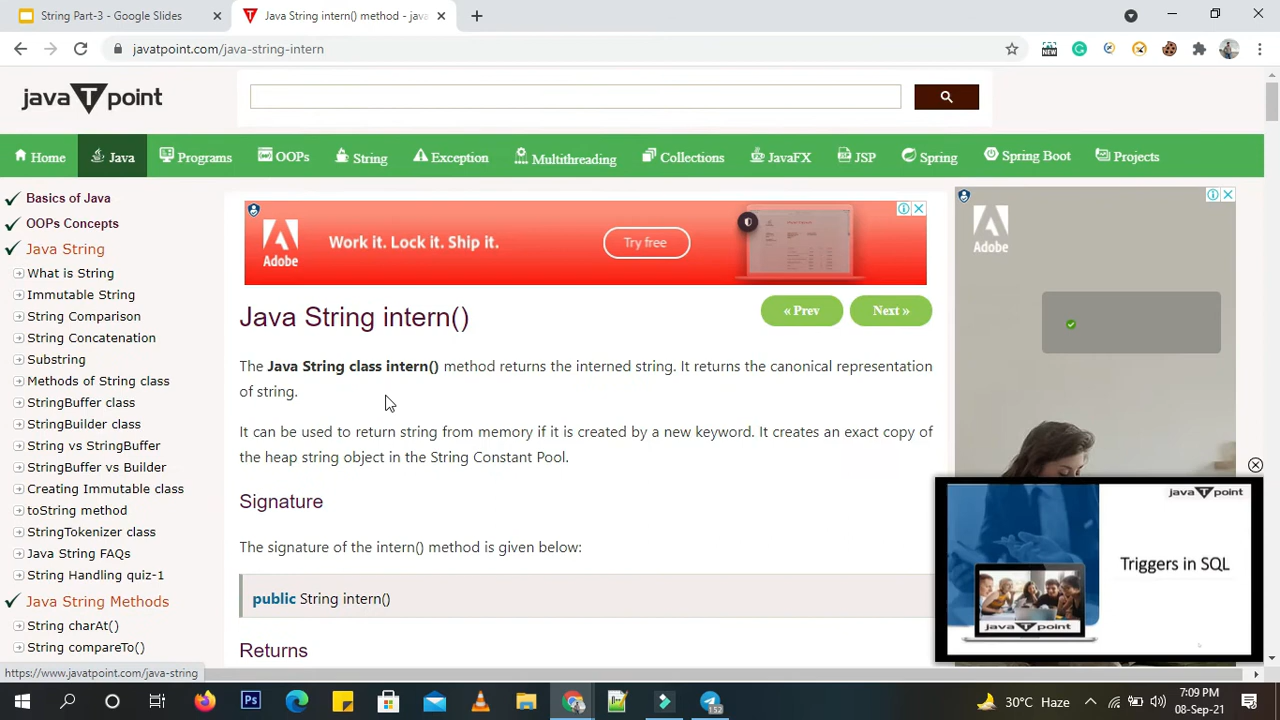 String Part-3 - Google Slides
Java String intern() method - java
javatpoint.com/java-string-intern
NEW
java T point
Home
Java
Programs
OOPs
String
Exception
Multithreading
Collections
JavaFX
JSP
Spring
Spring Boot
Projects
Basics of Java
OOPs Concepts
Java String
What is String
Immutable String
String Comparison
String Concatenation
Substring
Methods of String class
StringBuffer class
StringBuilder class
String vs StringBuffer
StringBuffer vs Builder
Creating Immutable class
toString method
StringTokenizer class
Java String FAQs
String Handling quiz-1
Java String Methods
String charAt()
String compareTo()
Adobe
Work it. Lock it. Ship it.
Try free
Java String intern()
« Prev
Next »
The Java String class intern() method returns the interned string. It returns the canonical representation
of string.
It can be used to return string from memory if it is created by a new keyword. It creates an exact copy of
the heap string object in the String Constant Pool.
Signature
The signature of the intern() method is given below:
public String intern()
Returns
Adobe
java T point
Triggers in SQL
java T point
https://www.javatpoint.com/java-string
Ps
152
30°C Haze
7:09 PM
08-Sep-21